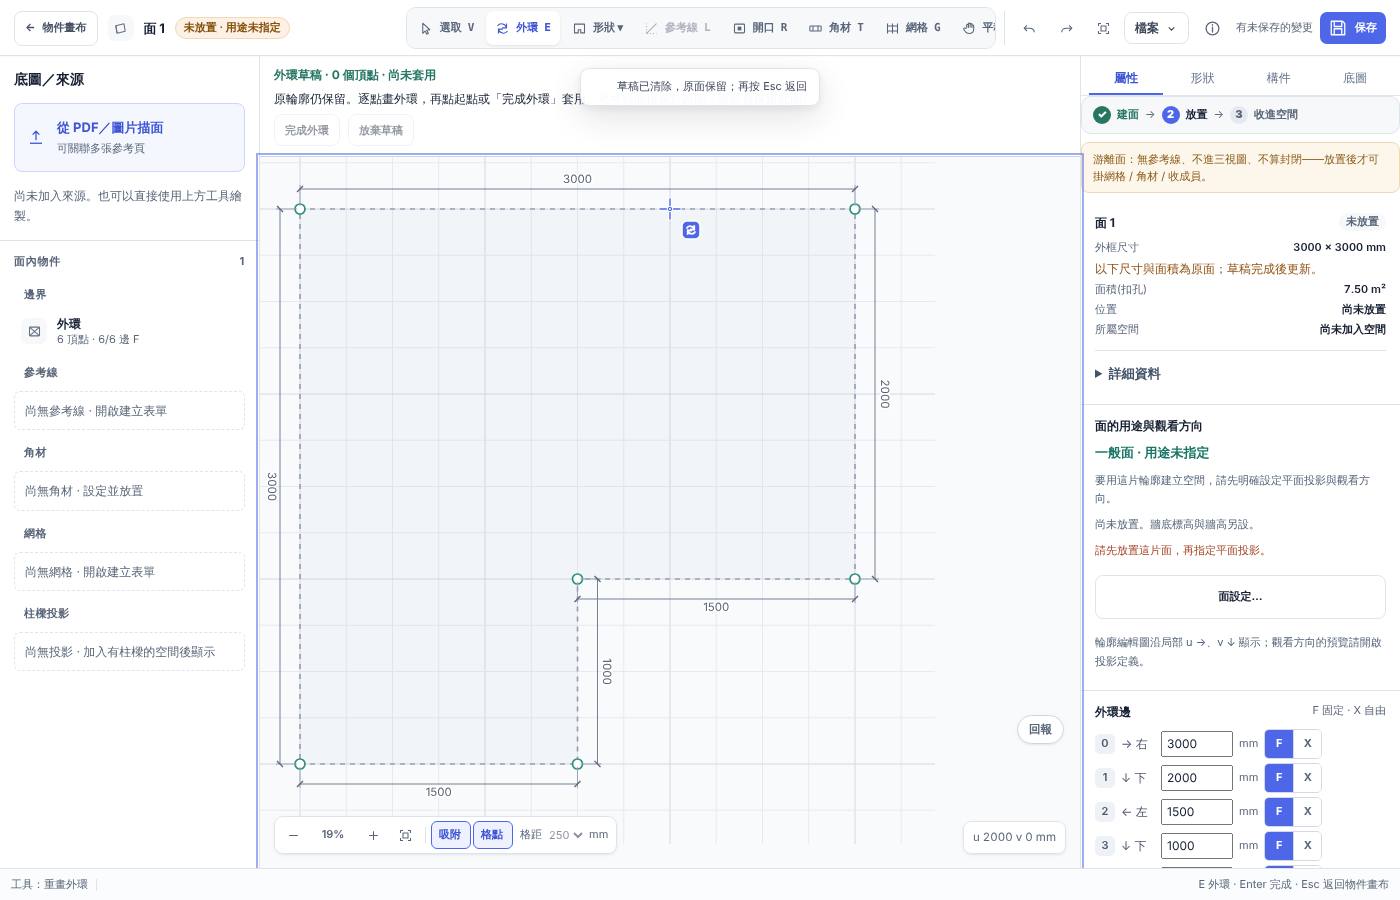 ← 物件畫布
面 1
未放置 · 用途未指定
選取 V
外環 E
形狀▾
參考線 L
開口 R
角材 T
網格 G
檔案
有未保存的變更
保存
底圖／來源
從 PDF／圖片描面
可關聯多張參考頁
尚未加入來源。也可以直接使用上方工具繪
製。
面內物件 1
邊界
外環
6 頂點 · 6/6 邊 F
參考線
尚無參考線 · 開啟建立表單
角材
尚無角材 · 設定並放置
網格
尚無網格 · 開啟建立表單
柱樑投影
尚無投影 · 加入有柱樑的空間後顯示
外環草稿 · 0 個頂點 · 尚未套用
原輪廓仍保留。逐點畫外環，再點起點或「完成外環」套
草稿已清除，原面保留；再按 Esc 返回
完成外環
放棄草稿
3000
2000
3000
1500
1000
1500
回報
− 19% +
吸附
格點
格距 250 mm
u 2000 v 0 mm
屬性
形狀
構件
底圖
建面 → 2 放置 → 3 收進空間
游離面：無參考線、不進三視圖、不算封閉——放置後才可
掛網格 / 角材 / 收成員。
面 1 未放置
外框尺寸 3000 × 3000 mm
以下尺寸與面積為原面；草稿完成後更新。
面積(扣孔) 7.50 m²
位置 尚未放置
所屬空間 尚未加入空間
▶ 詳細資料
面的用途與觀看方向
一般面 · 用途未指定
要用這片輪廓建立空間，請先明確設定平面投影與觀看方
向。
尚未放置。牆底標高與牆高另設。
請先放置這片面，再指定平面投影。
面設定...
輪廓編輯圖沿局部 u →、v ↓ 顯示；觀看方向的預覽請開啟
投影定義。
外環邊 F 固定 · X 自由
0 → 右 3000 mm F X
1 ↓ 下 2000 mm F X
2 ← 左 1500 mm F X
3 ↓ 下 1000 mm F X
工具：重畫外環
E 外環 · Enter 完成 · Esc 返回物件畫布